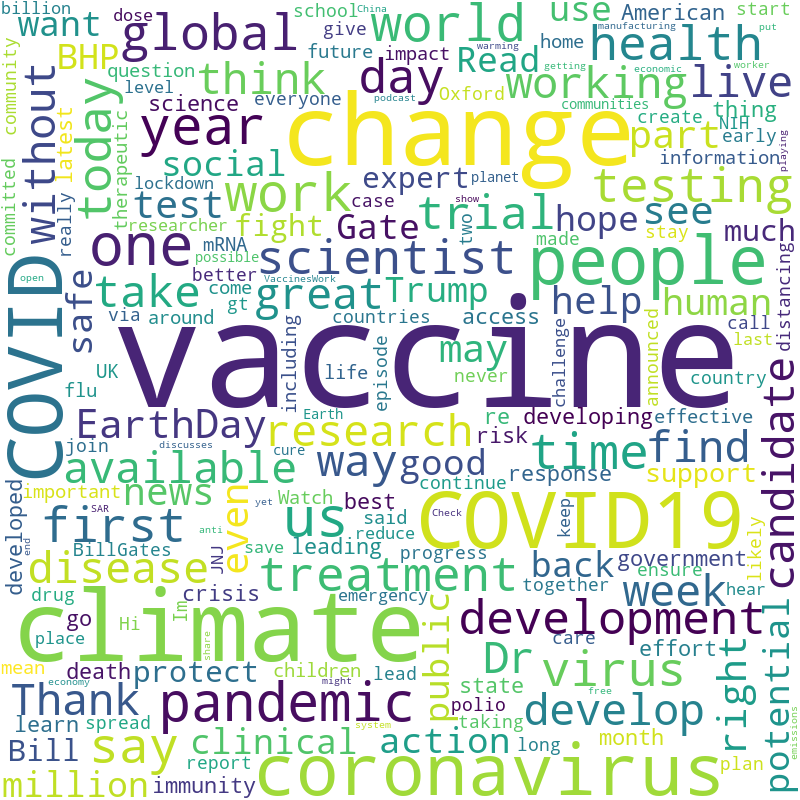 billion
dose
school
China
give
use
American
manufacturing
put
start
want
global
world
health
BHP
question
future
impact
Read
home
warming
getting
economic
worker
community
level
think
day
working
live
science
everyone
podcast
Oxford
communities
create
thing
NIH
early
today
therapeutic
year
change
part
information
without
latest
committed
really
social
lockdown
expert
planet
testing
playing
test
work
case
show
trial
hope
see
much
researcher
fight
Gate
two
made
stay
distancing
mRNA
possible
scientist
people
open
safe
better
come
VaccinesWork
take
gt
great
Trump
help
human
via
around
countries
access
call
last
COVID
vaccine
may
challenge
announced
UK
including
life
episode
never
country
flu
candidate
Earth
re
developing
effective
EarthDay
research
risk
time
find
join
discusses
cure
way
good
response
support
available
important
news
Watch
continue
developed
SAR
yet
anti
best
Check
keep
likely
first
even
us
said
COVID19
BillGates
save
leading
reduce
JNJ
progress
back
government
ensure
end
disease
treatment
together
week
hear
drug
crisis
emergency
potential
climate
development
care
effort
go
Hi
Im
public
Dr
virus
right
place
share
mean
death
protect
children
lead
state
economy
might
polio
free
Thank
pandemic
taking
develop
learn
spread
system
emissions
Bill
say
clinical
action
long
month
report
plan
million
immunity
coronavirus